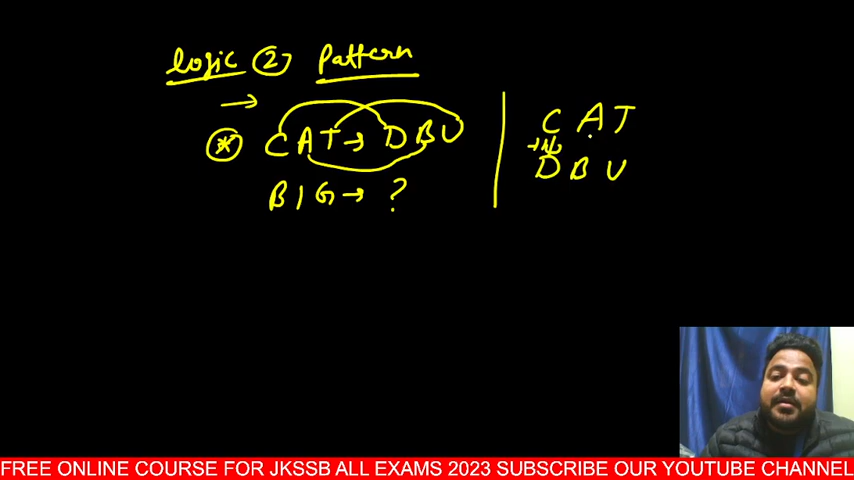 Logic ② Pattern
→
* CAT → DBU
BIG → ?
CAT
+1
DBU
FREE ONLINE COURSE FOR JKSSB ALL EXAMS 2023 SUBSCRIBE OUR YOUTUBE CHANNEL